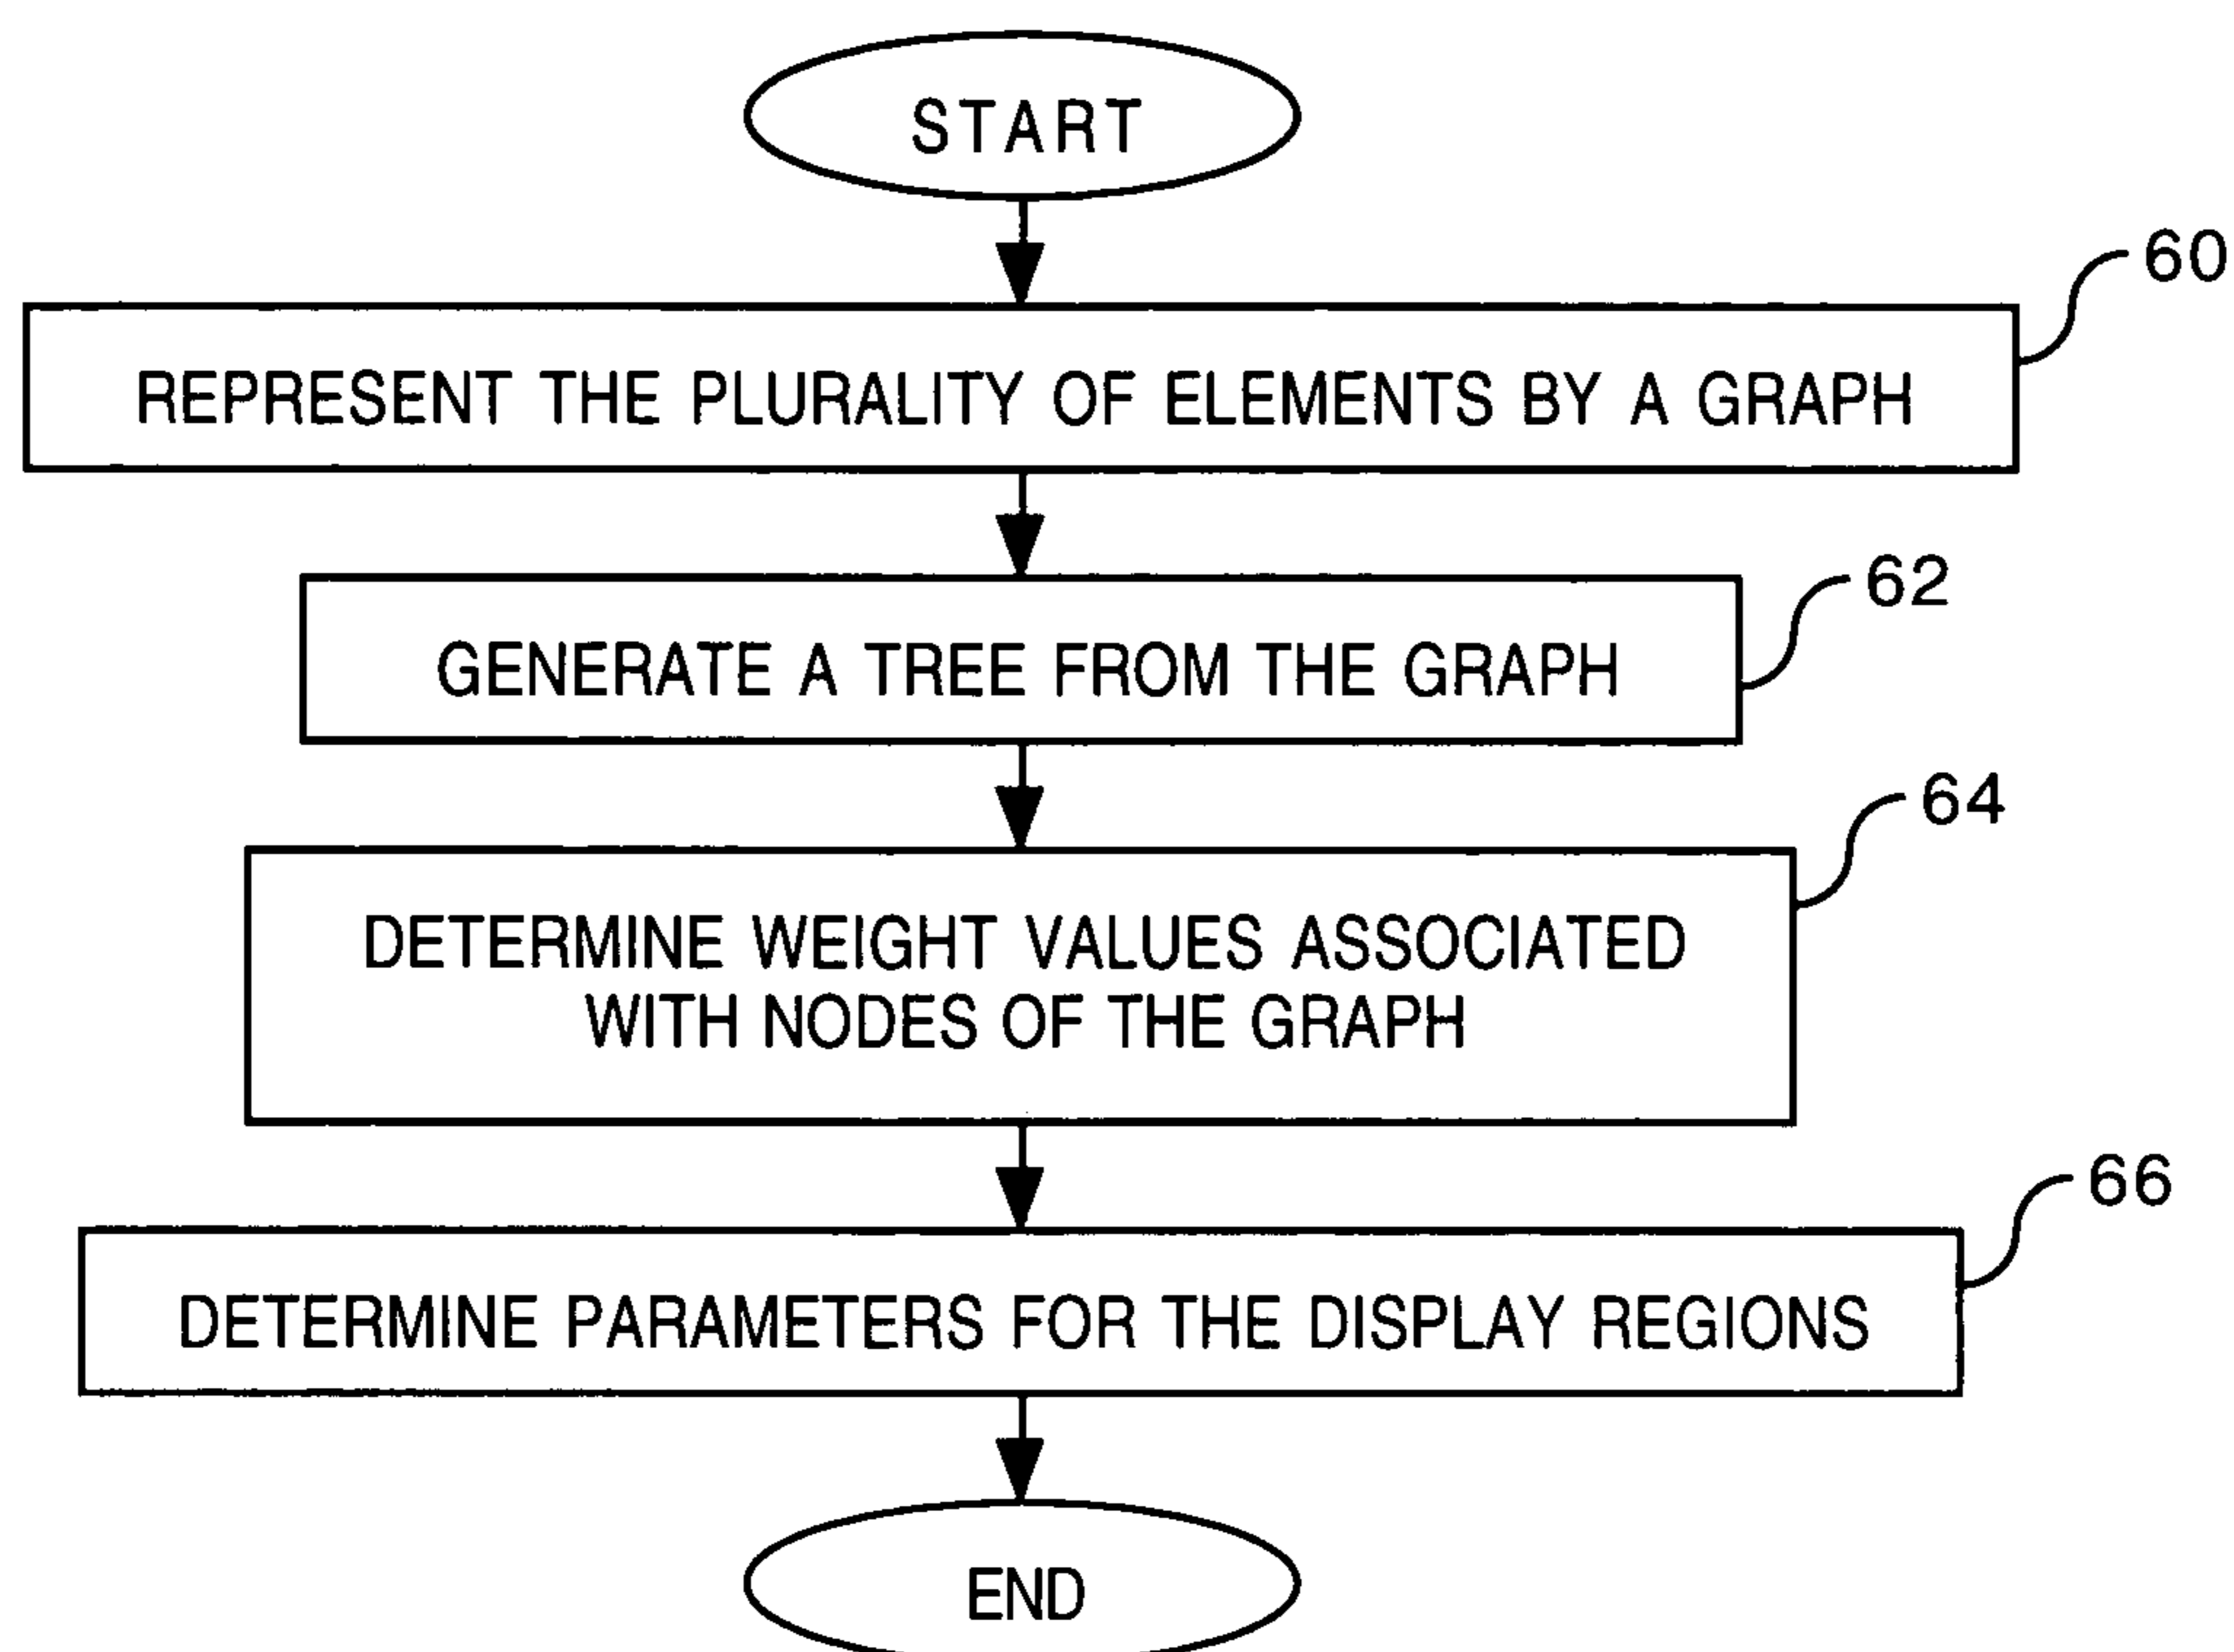 START
60
REPRESENT THE PLURALITY OF ELEMENTS BY A GRAPH
62
GENERATE A TREE FROM THE GRAPH
64
DETERMINE WEIGHT VALUES ASSOCIATED
WITH NODES OF THE GRAPH
66
DETERMINE PARAMETERS FOR THE DISPLAY REGIONS
END